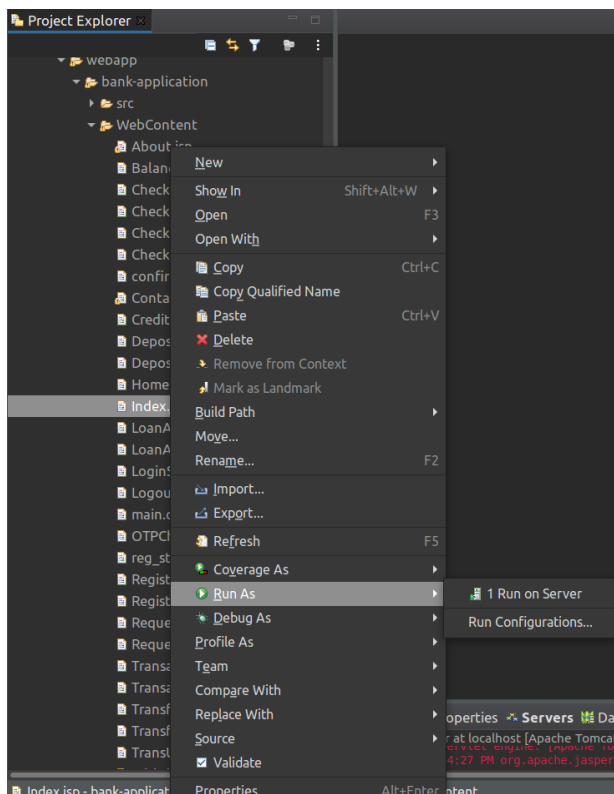 Project Explorer
webapp
bank-application
src
WebContent
About.jsp
New
Balan
Check
Show In Shift+Alt+W
Check
Open F3
Check
Open With
Check
confir
Copy Ctrl+C
Conta
Copy Qualified Name
Credit
Paste Ctrl+V
Depos
Delete
Depos
Remove from Context
Home
Mark as Landmark
Index.
Build Path
LoanA
Move...
LoanA
Rename... F2
LoginS
Logou
Import...
main.c
Export...
OTPCh
Refresh F5
reg_st
Coverage As
Regist
Run As
1 Run on Server
Regist
Debug As
Run Configurations...
Reque
Profile As
Reque
Team
Transa
Compare With
Transa
Replace With
Transf
operties Servers Da
Source
r at localhost [Apache Tomca
Transf
Validate
4:27 PM org.apache.jasper
TransU
Properties Alt+Enter
Index.jsp - bank-applicat
ntent